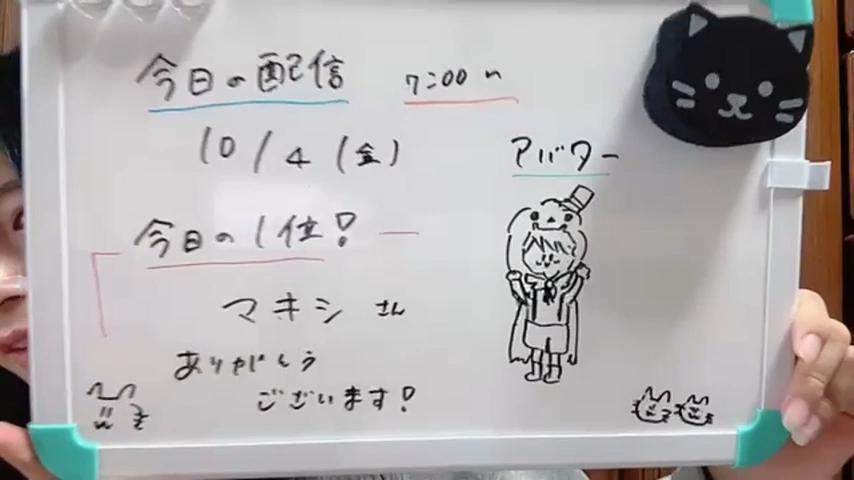 今日の配信 7:00〜
10/4(金)
アバター
今日の1位!
マキシ さん
ありがとう
ございます!